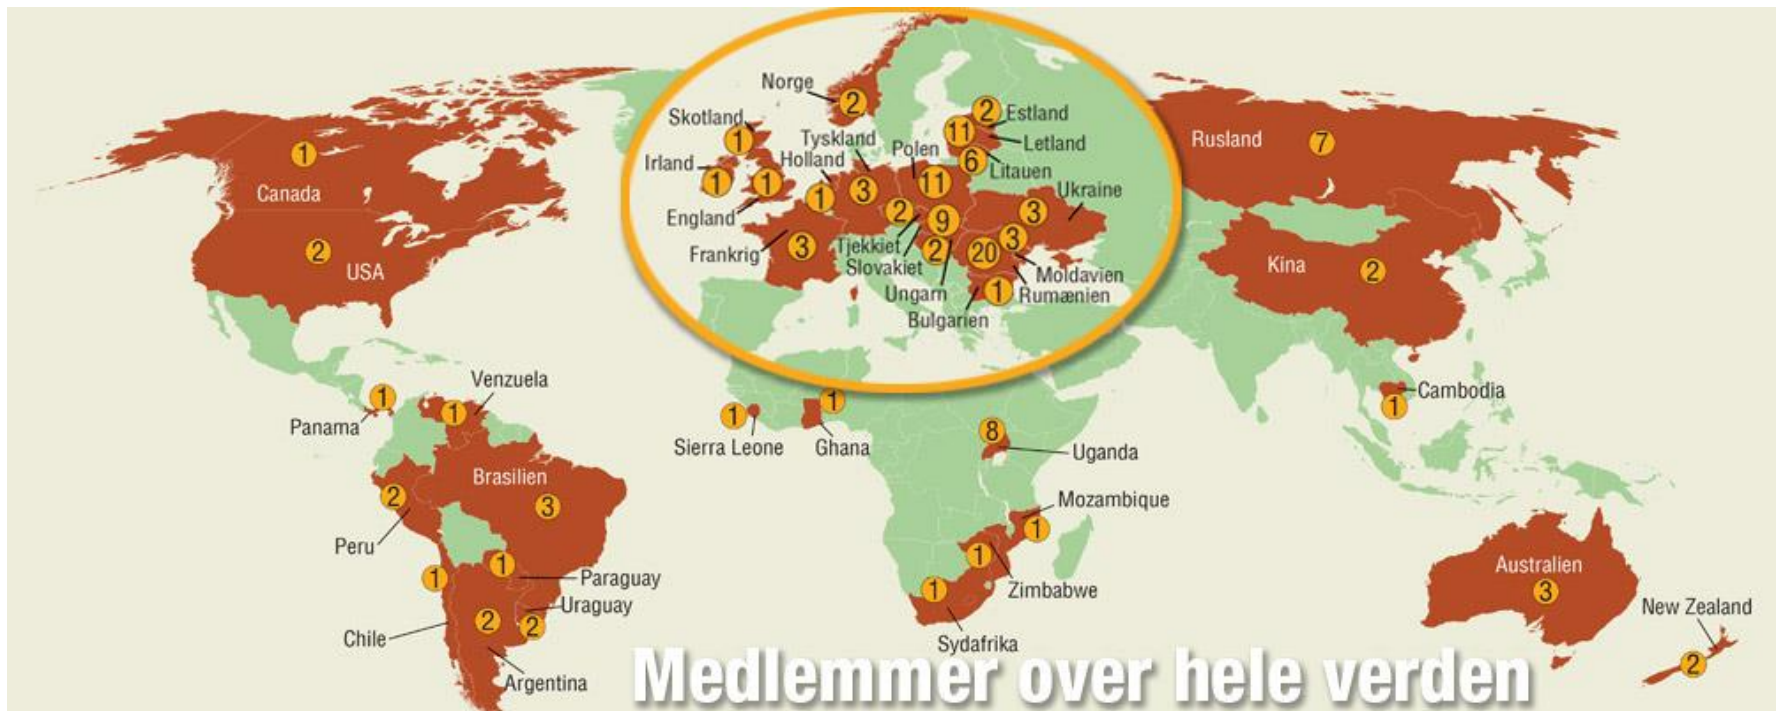 Norge
2
Skotland
1
Irland
1
England
1
Holland
1
Tyskland
3
Polen
11
2
Estland
11
Letland
6
Litauen
Ukraine
3
Frankrig
3
Tjekkiet
2
Slovakiet
9
Ungarn
2
20
3
Moldavien
Rumænien
Bulgarien
1
1
Canada
2
USA
Rusland
7
Kina
2
Cambodia
1
1
Panama
Venzuela
1
Brasilien
3
2
Peru
1
Paraguay
Uraguay
2
1
Chile
2
Argentina
1
Sierra Leone
1
Ghana
8
Uganda
Mozambique
1
1
Zimbabwe
1
Sydafrika
Australien
3
New Zealand
2
Medlemmer over hele verden